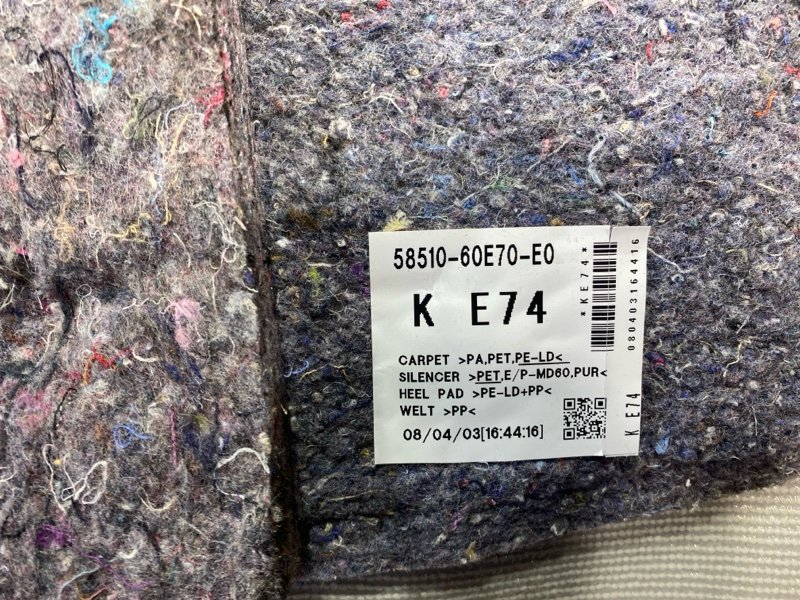 58510-60E70-E0
K E74
CARPET >PA,PET,PE-LD<
SILENCER >PET,E/P-MD60,PUR<
HEEL PAD >PE-LD+PP<
WELT >PP<
08/04/03[16:44:16]
*KE74*
080403164416
K E74